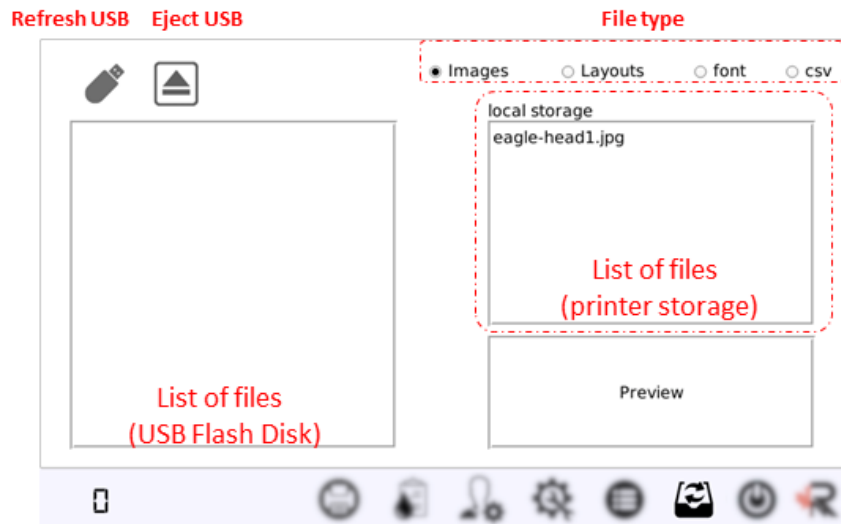 Refresh USB Eject USB File type
Images Layouts font csv
local storage
eagle-head1.jpg
List of files
(printer storage)
Preview
List of files
(USB Flash Disk)
0